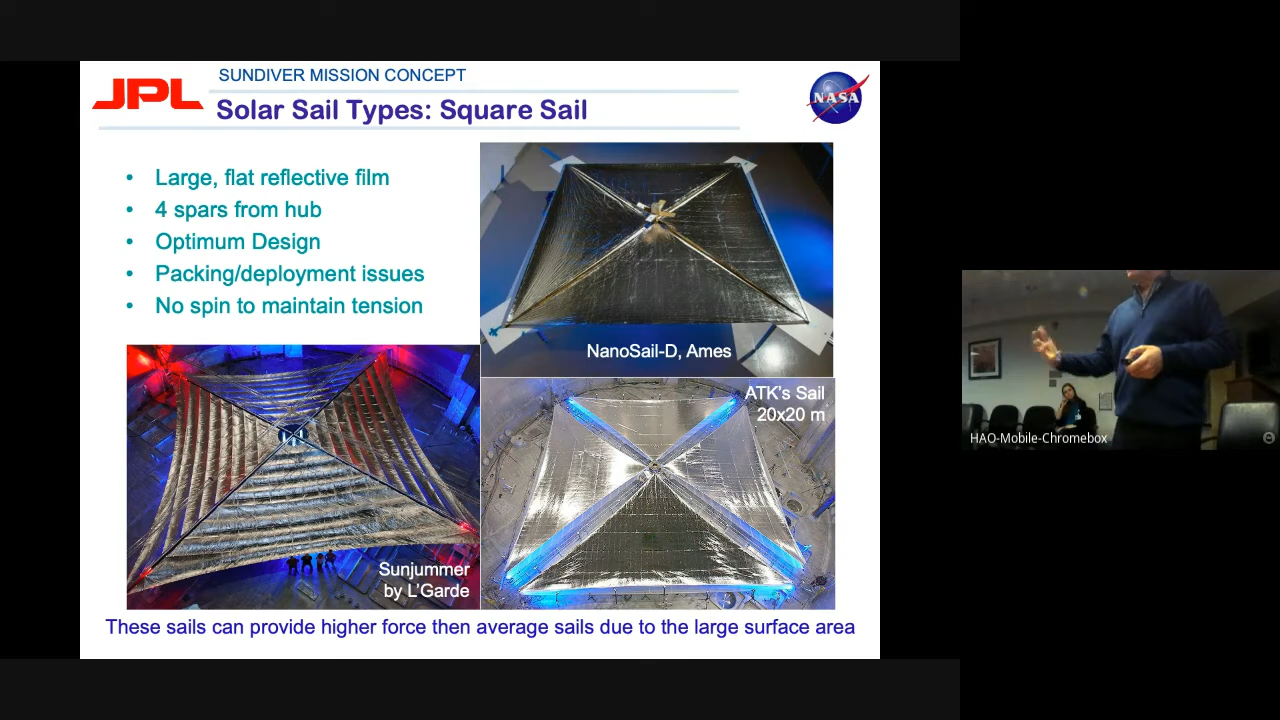 JPL
SUNDIVER MISSION CONCEPT
Solar Sail Types: Square Sail
NASA
• Large, flat reflective film
• 4 spars from hub
• Optimum Design
• Packing/deployment issues
• No spin to maintain tension
NanoSail-D, Ames
ATK's Sail
20x20 m
Sunjummer
by L'Garde
These sails can provide higher force then average sails due to the large surface area
HAO-Mobile-Chromebox